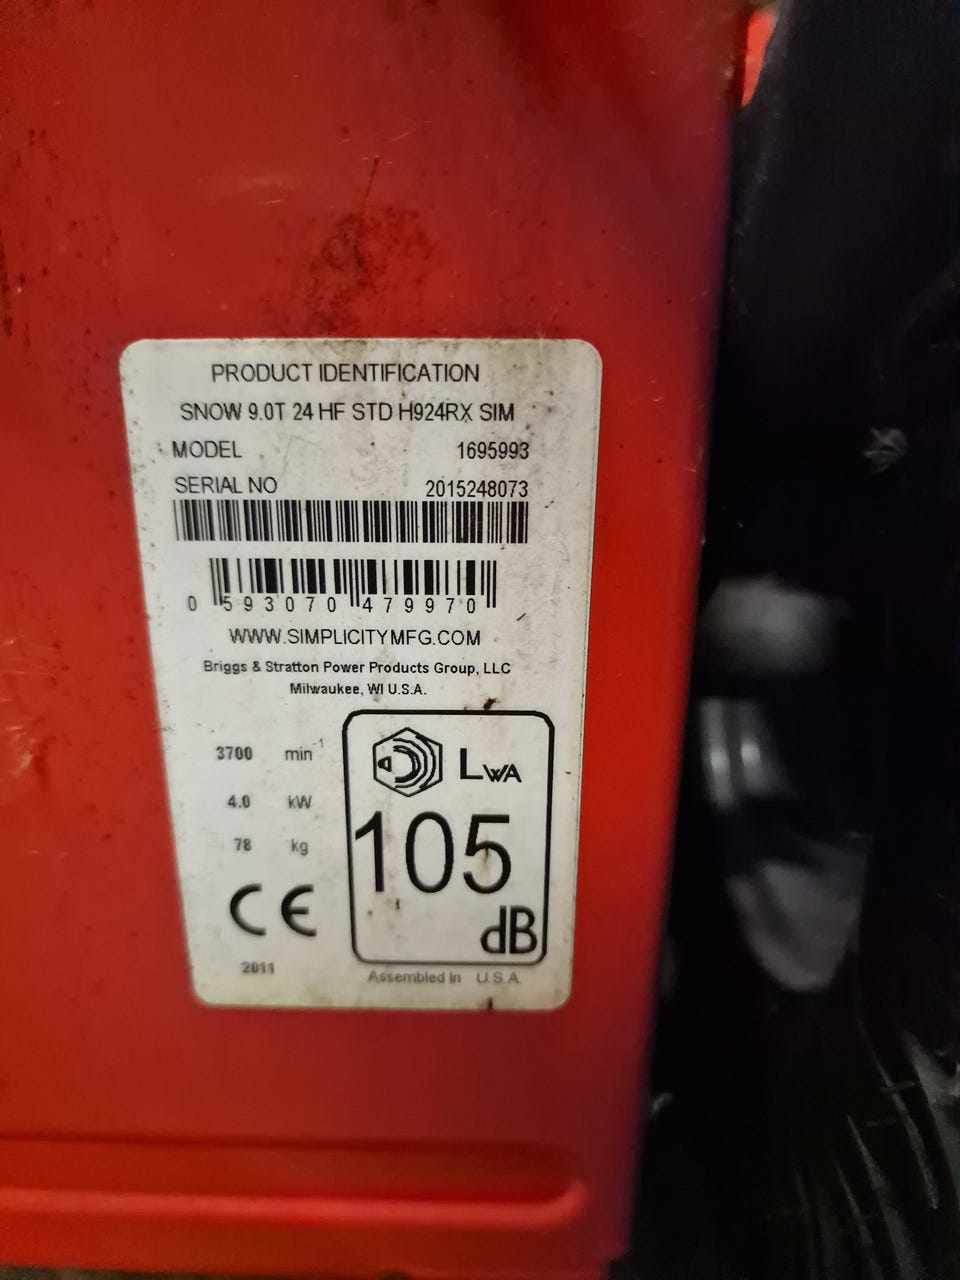 PRODUCT IDENTIFICATION
SNOW 9.0T 24 HF STD H924RX SIM
MODEL 1695993
SERIAL NO 2015248073
0 593070 479970
WWW.SIMPLICITYMFG.COM
Briggs & Stratton Power Products Group, LLC
Milwaukee, WI U.S.A.
3700 min-1
4.0 kW
78 kg
CE
2011
LWA
105
dB
Assembled In U.S.A